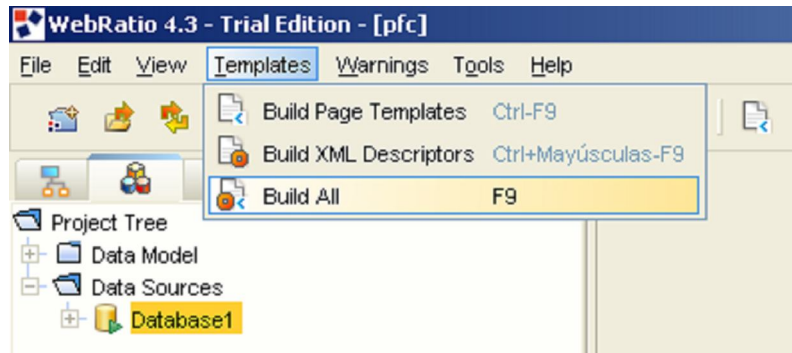 WebRatio 4.3 - Trial Edition - [pfc]
File Edit View Templates Warnings Tools Help
Build Page Templates Ctrl-F9
Build XML Descriptors Ctrl+Mayúsculas-F9
Build All F9
Project Tree
Data Model
Data Sources
Database1